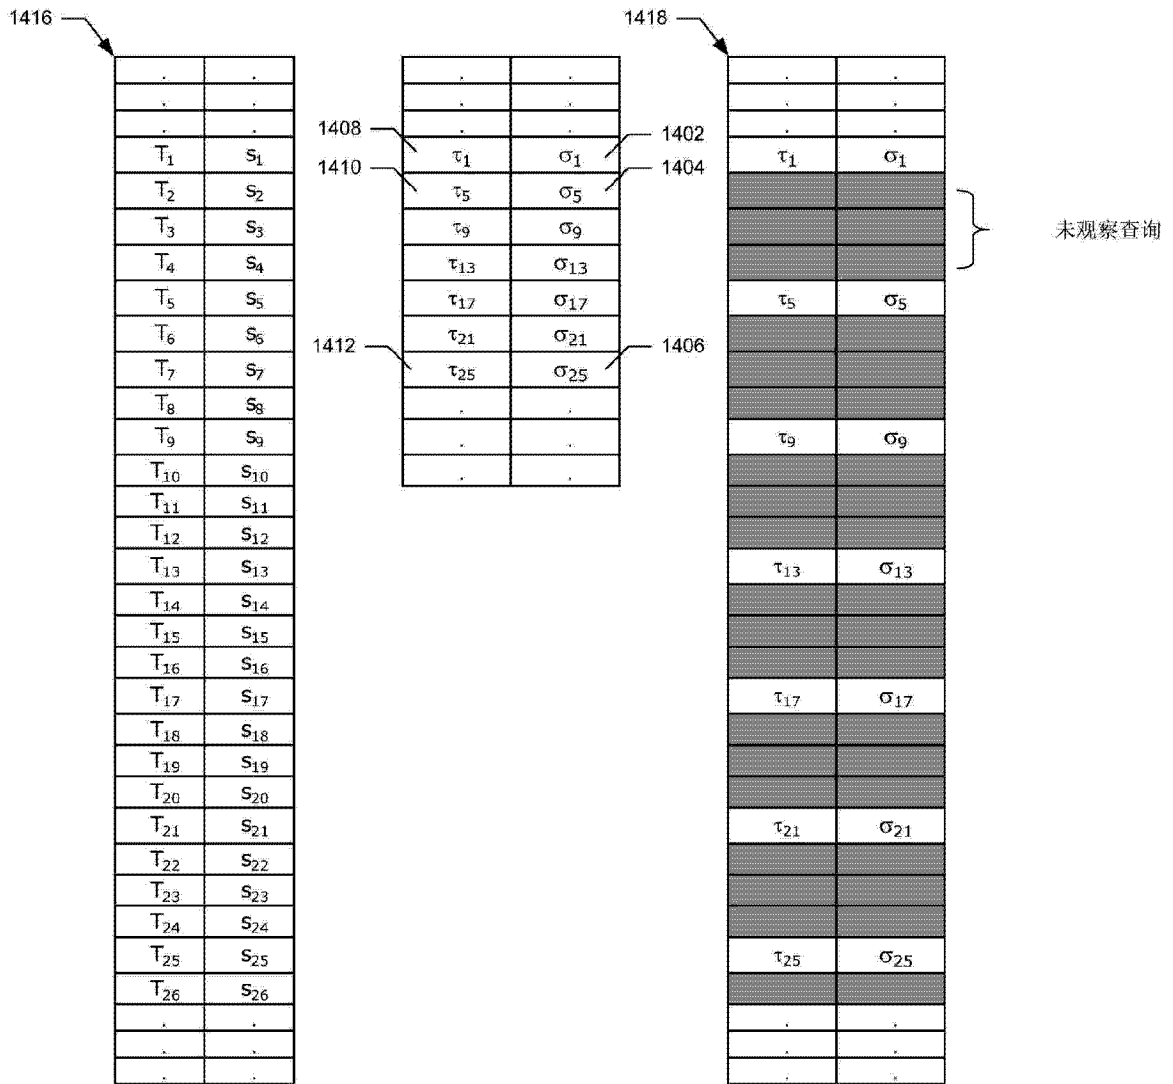 1416
1418
. . . . . .
. . . . . .
. . . . . .
1408 1402
T₁ s₁ τ₁ σ₁ τ₁ σ₁
1410 1404
T₂ s₂ τ₅ σ₅
T₃ s₃ τ₉ σ₉ 未观察查询
T₄ s₄ τ₁₃ σ₁₃
T₅ s₅ τ₁₇ σ₁₇ τ₅ σ₅
T₆ s₆ τ₂₁ σ₂₁
1412 1406
T₇ s₇ τ₂₅ σ₂₅
T₈ s₈ . .
T₉ s₉ . . τ₉ σ₉
T₁₀ s₁₀ . .
T₁₁ s₁₁
T₁₂ s₁₂
T₁₃ s₁₃ τ₁₃ σ₁₃
T₁₄ s₁₄
T₁₅ s₁₅
T₁₆ s₁₆
T₁₇ s₁₇ τ₁₇ σ₁₇
T₁₈ s₁₈
T₁₉ s₁₉
T₂₀ s₂₀
T₂₁ s₂₁ τ₂₁ σ₂₁
T₂₂ s₂₂
T₂₃ s₂₃
T₂₄ s₂₄
T₂₅ s₂₅ τ₂₅ σ₂₅
T₂₆ s₂₆
. . . .
. . . .
. . . .